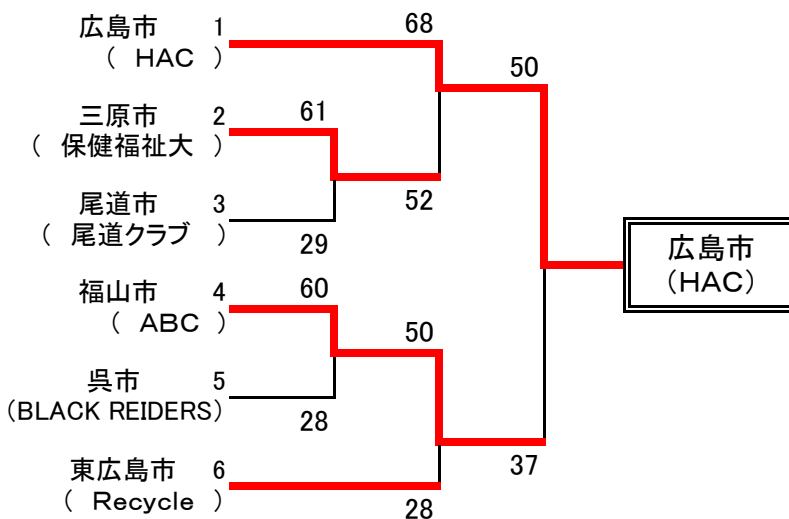 広島市 1
( HAC )
68
50
三原市 2
( 保健福祉大 )
61
尾道市 3
( 尾道クラブ )
52
29
広島市
(HAC)
福山市 4
( ABC )
60
50
呉市 5
(BLACK REIDERS)
28
37
東広島市 6
( Recycle )
28